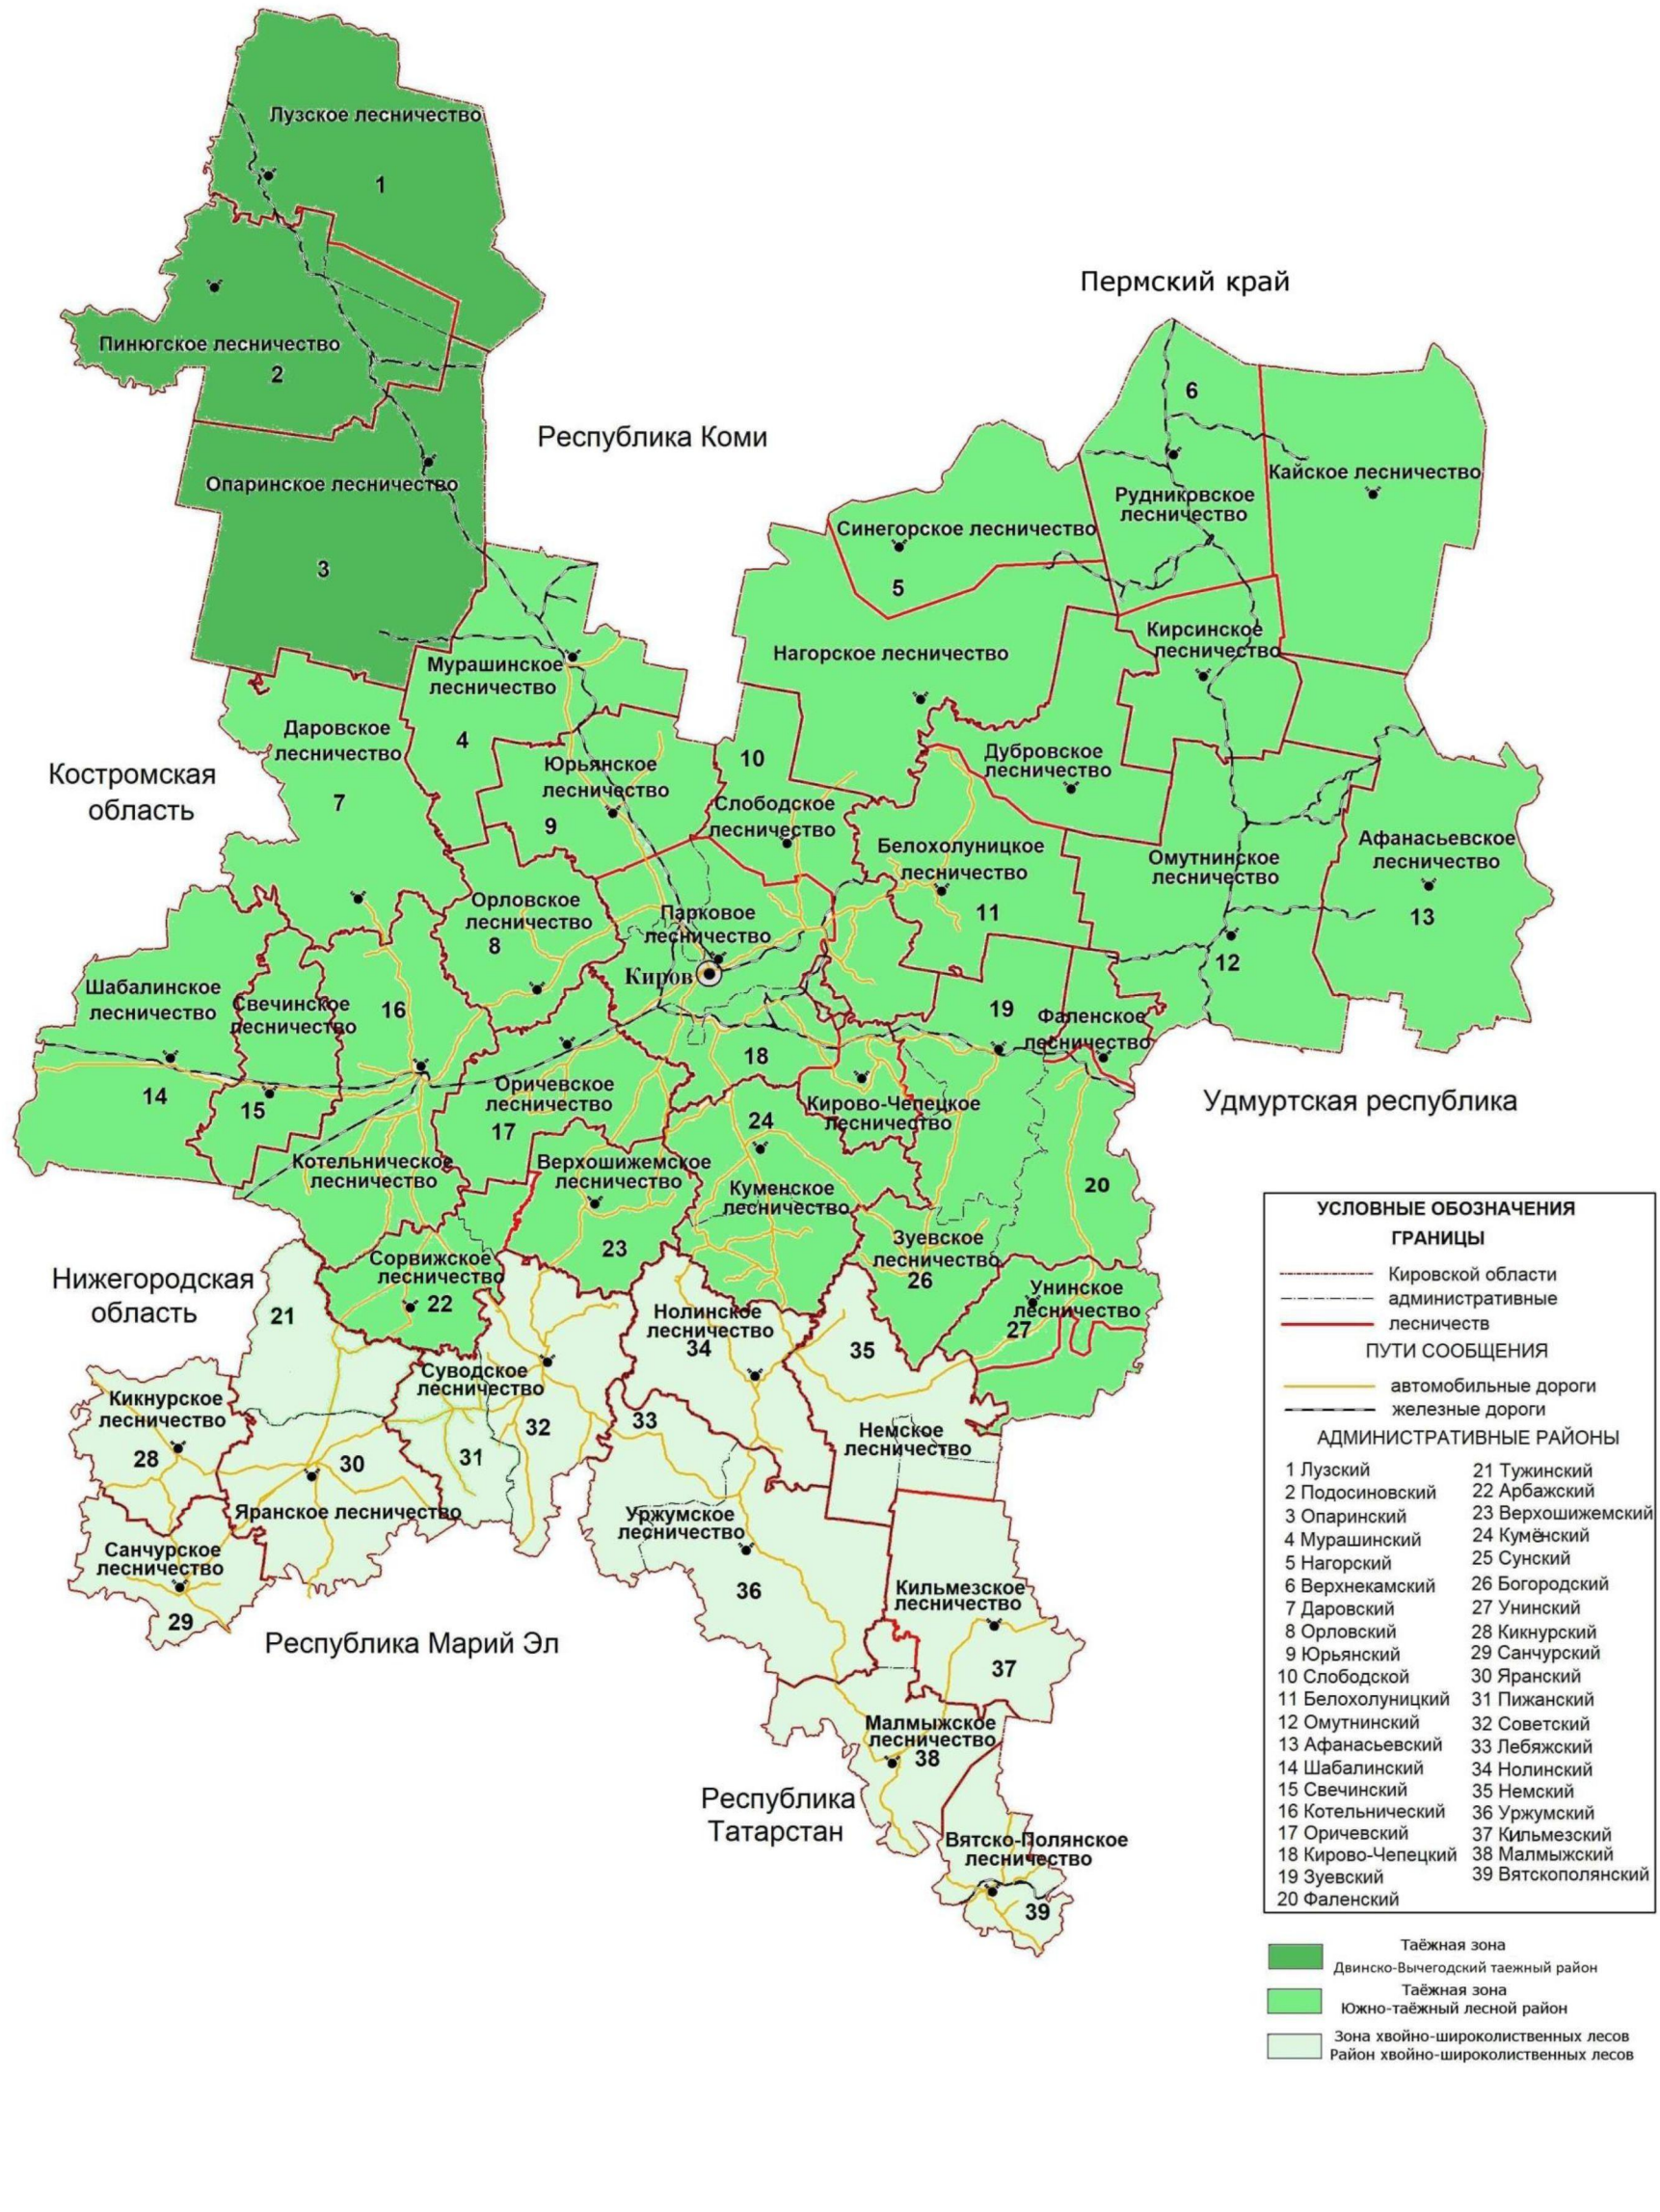 Лузское лесничество
1
Пермский край
Пинюгское лесничество
2
6
Республика Коми
Кайское лесничество
Опаринское лесничество
Рудниковское
лесничество
Синегорское лесничество
3
5
Кирсинское
лесничество
Нагорское лесничество
Мурашинское
лесничество
Даровское
лесничество
4
10
Дубровское
лесничество
13
Костромская
область
Юрьянское
лесничество
7
Слободское
лесничество
9
Белохолуницкое
лесничество
Афанасьевское
лесничество
Омутнинское
лесничество
Орловское
лесничество
8
Парковое
лесничество
11
13
Киров
12
Шабалинское
лесничество
Свечинское
лесничество
16
19
Фаленское
лесничество
18
14
15
Оричевское
лесничество
17
24
Кирово-Чепецкое
лесничество
Удмуртская республика
Котельническое
лесничество
Верхошижемское
лесничество
Куменское
лесничество
20
23
Зуевское
лесничество
26
Сорвижское
лесничество
22
Нижегородская
область
21
Унинское
лесничество
27
Нолинское
лесничество
34
35
Суводское
лесничество
Кикнурское
лесничество
28
32
33
Немское
лесничество
31
30
Яранское лесничество
Уржумское
лесничество
Санчурское
лесничество
36
29
Кильмезское
лесничество
Республика Марий Эл
37
Малмыжское
лесничество
38
Республика
Татарстан
Вятско-Полянское
лесничество
39
УСЛОВНЫЕ ОБОЗНАЧЕНИЯ
ГРАНИЦЫ
Кировской области
административные
лесничеств
ПУТИ СООБЩЕНИЯ
автомобильные дороги
железные дороги
АДМИНИСТРАТИВНЫЕ РАЙОНЫ
1 Лузский
2 Подосиновский
3 Опаринский
4 Мурашинский
5 Нагорский
6 Верхнекамский
7 Даровский
8 Орловский
9 Юрьянский
10 Слободской
11 Белохолуницкий
12 Омутнинский
13 Афанасьевский
14 Шабалинский
15 Свечинский
16 Котельнический
17 Оричевский
18 Кирово-Чепецкий
19 Зуевский
20 Фаленский
21 Тужинский
22 Арбажский
23 Верхошижемский
24 Кумёнский
25 Сунский
26 Богородский
27 Унинский
28 Кикнурский
29 Санчурский
30 Яранский
31 Пижанский
32 Советский
33 Лебяжский
34 Нолинский
35 Немский
36 Уржумский
37 Кильмезский
38 Малмыжский
39 Вятскополянский
Таёжная зона
Двинско-Вычегодский таежный район
Таёжная зона
Южно-таёжный лесной район
Зона хвойно-широколиственных лесов
Район хвойно-широколиственных лесов